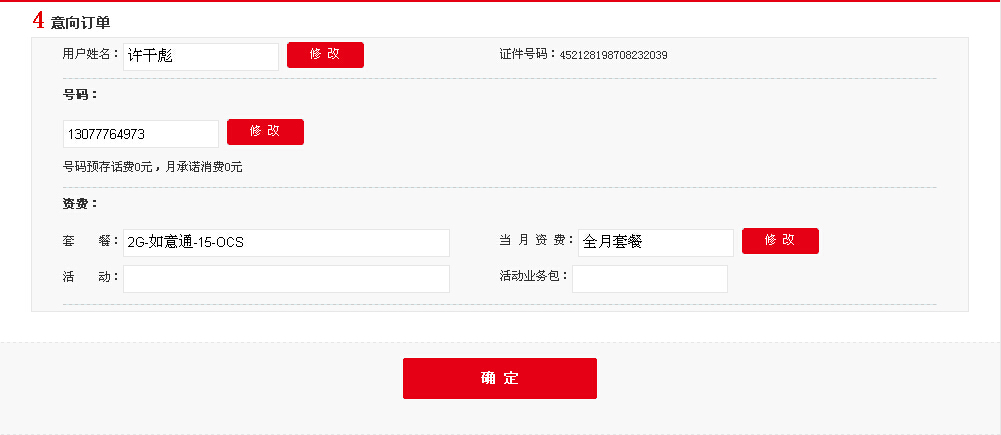 4 意向订单
用户姓名： 许干彪 修 改 证件号码：452128198708232039
号码：
13077764973 修 改
号码预存话费0元，月承诺消费0元
资费：
套 餐： 2G-如意通-15-OCS 当 月 资 费： 全月套餐 修 改
活 动： 活动业务包：
确 定